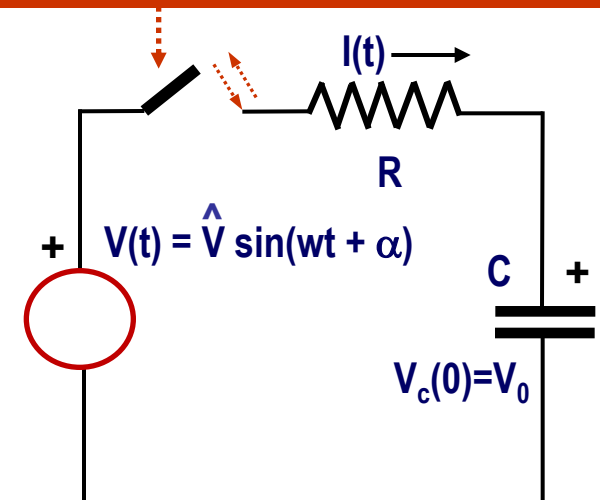 I(t)
R
V(t) = V̂ sin(wt + α)
+
C
+
Vc(0)=V0